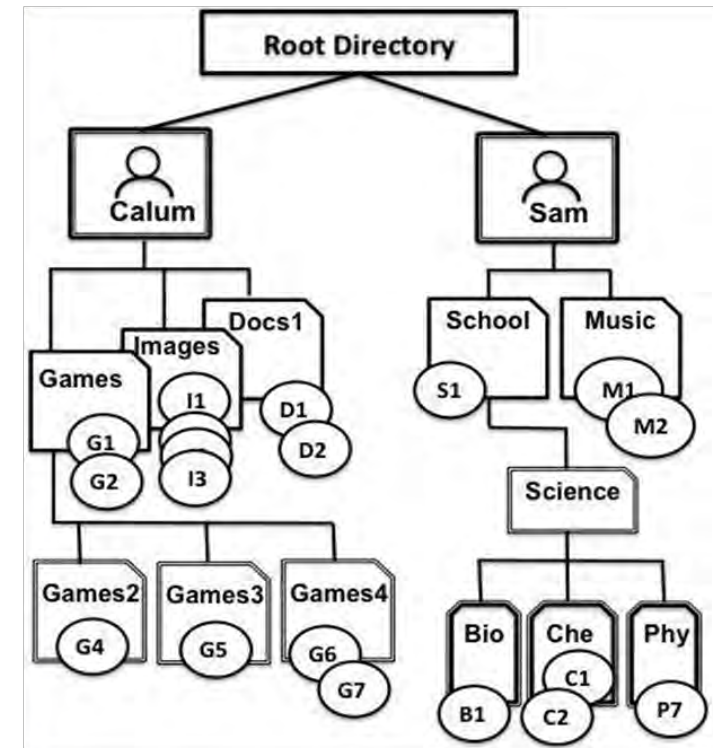 Root Directory
Calum
Sam
Docs1
School
Music
Images
Games
I1
S1
M1
D1
M2
G1
D2
G2
I3
Science
Games2
Games3
Games4
Bio
Che
Phy
G4
G5
G6
C1
G7
B1
C2
P7